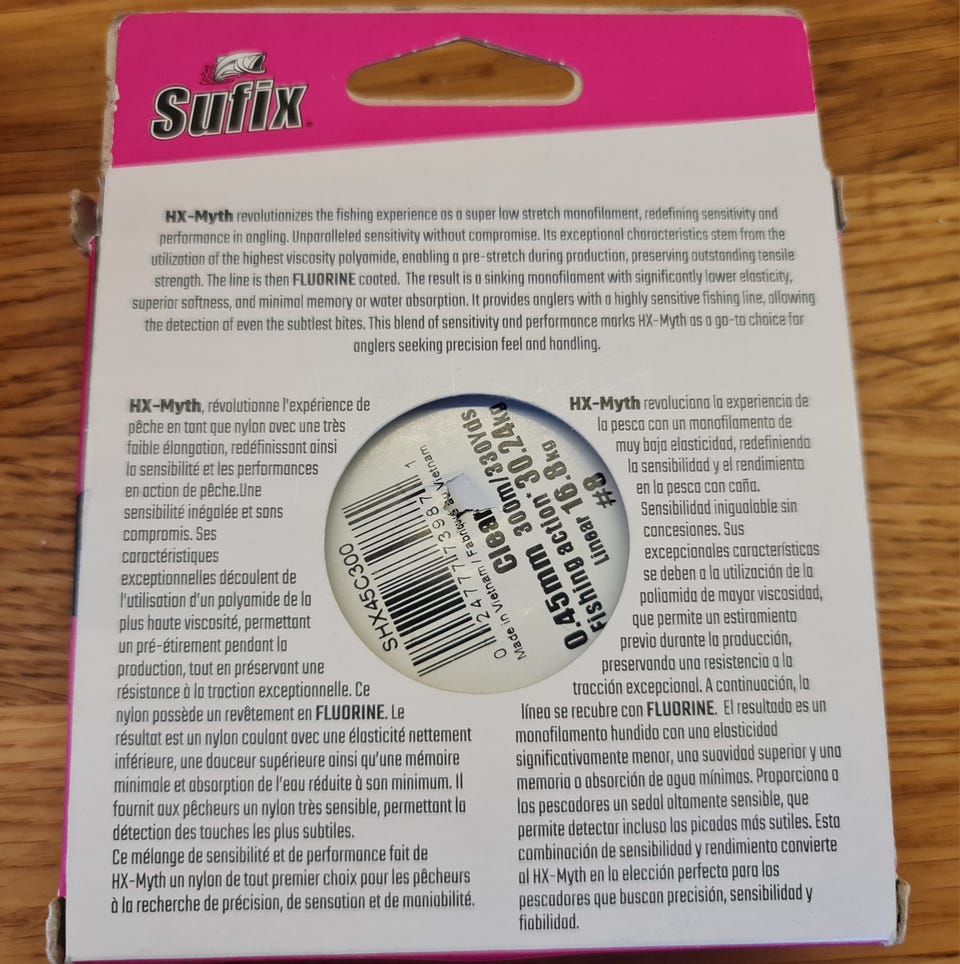 Sufix
HX-Myth revolutionizes the fishing experience as a super low stretch monofilament, redefining sensitivity and
performance in angling. Unparalleled sensitivity without compromise. Its exceptional characteristics stem from the
utilization of the highest viscosity polyamide, enabling a pre-stretch during production, preserving outstanding tensile
strength. The line is then FLUORINE coated. The result is a sinking monofilament with significantly lower elasticity,
superior softness, and minimal memory or water absorption. It provides anglers with a highly sensitive fishing line, allowing
the detection of even the subtlest bites. This blend of sensitivity and performance marks HX-Myth as a go-to choice for
anglers seeking precision feel and handling.
HX-Myth, révolutionne l'expérience de
pêche en tant que nylon avec une très
faible élongation, redéfinissant ainsi
la sensibilité et les performances
en action de pêche.Une
sensibilité inégalée et sans
compromis. Ses
caractéristiques
exceptionnelles découlent de
l'utilisation d'un polyamide de la
plus haute viscosité, permettant
un pré-étirement pendant la
production, tout en préservant une
résistance à la traction exceptionnelle. Ce
nylon possède un revêtement en FLUORINE. Le
résultat est un nylon coulant avec une élasticité nettement
inférieure, une douceur supérieure ainsi qu'une mémoire
minimale et absorption de l'eau réduite à son minimum. Il
fournit aux pêcheurs un nylon très sensible, permettant la
détection des touches les plus subtiles.
Ce mélange de sensibilité et de performance fait de
HX-Myth un nylon de tout premier choix pour les pêcheurs
à la recherche de précision, de sensation et de maniabilité.
SHX45C300
0 24777 73987 1
Made in Vietnam / Fabriqué au Vietnam
Clear
0.45mm 300m/330yds
Fishing action* 30.24kg
Linear 16.8kg
#8
HX-Myth revoluciona la experiencia de
la pesca con un monofilamento de
muy baja elasticidad, redefiniendo
la sensibilidad y el rendimiento
en la pesca con caña.
Sensibilidad inigualable sin
concesiones. Sus
excepcionales características
se deben a la utilización de la
poliamida de mayor viscosidad,
que permite un estiramiento
previo durante la producción,
preservando una resistencia a la
tracción excepcional. A continuación, la
línea se recubre con FLUORINE. El resultado es un
monofilamento hundido con una elasticidad
significativamente menor, una suavidad superior y una
memoria o absorción de agua mínimas. Proporciona a
los pescadores un sedal altamente sensible, que
permite detectar incluso las picadas más sutiles. Esta
combinación de sensibilidad y rendimiento convierte
al HX-Myth en la elección perfecta para los
pescadores que buscan precisión, sensibilidad y
fiabilidad.